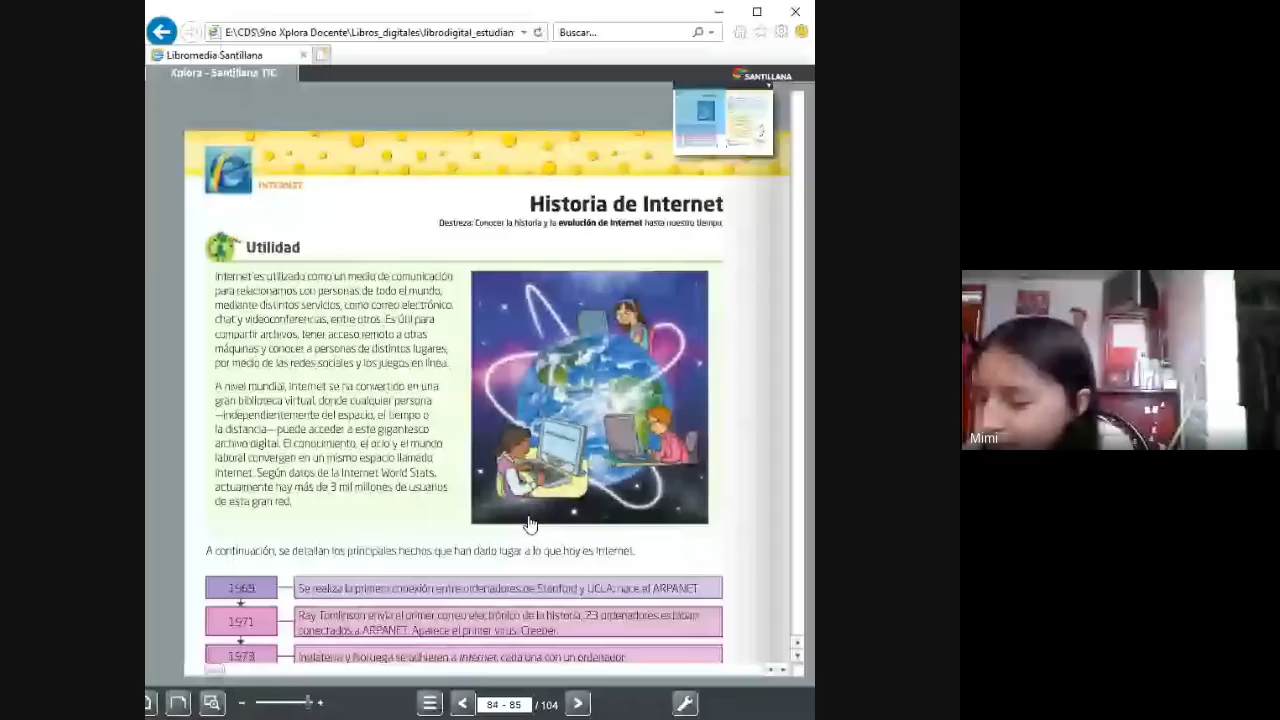 E:\CDS\9no Xplora Docente\Libros_digitales\librodigital_estudian
Buscar...
Libromedia Santillana
Xplora - Santillana TIC
SANTILLANA
INTERNET
Historia de Internet
Destreza: Conocer la historia y la evolución de Internet hasta nuestro tiempo.
Utilidad
Internet es utilizado como un medio de comunicación
para relacionarnos con personas de todo el mundo,
mediante distintos servicios, como correo electrónico,
chat y videoconferencias, entre otros. Es útil para
compartir archivos, tener acceso remoto a otras
máquinas y conocer a personas de distintos lugares,
por medio de las redes sociales y los juegos en línea.
A nivel mundial, Internet se ha convertido en una
gran biblioteca virtual, donde cualquier persona
—independientemente del espacio, el tiempo o
la distancia— puede acceder a este gigantesco
archivo digital. El conocimiento, el ocio y el mundo
laboral convergen en un mismo espacio llamado
Internet. Según datos de la Internet World Stats,
actualmente hay más de 3 mil millones de usuarios
de esta gran red.
A continuación, se detallan los principales hechos que han dado lugar a lo que hoy es Internet.
1969 Se realiza la primera conexión entre ordenadores de Stanford y UCLA: nace el ARPANET.
1971 Ray Tomlinson envía el primer correo electrónico de la historia, 23 ordenadores estaban
conectados a ARPANET. Aparece el primer virus: Creeper.
1973 Inglaterra y Noruega se adhieren a Internet, cada una con un ordenador.
84 - 85 / 104
Mimi